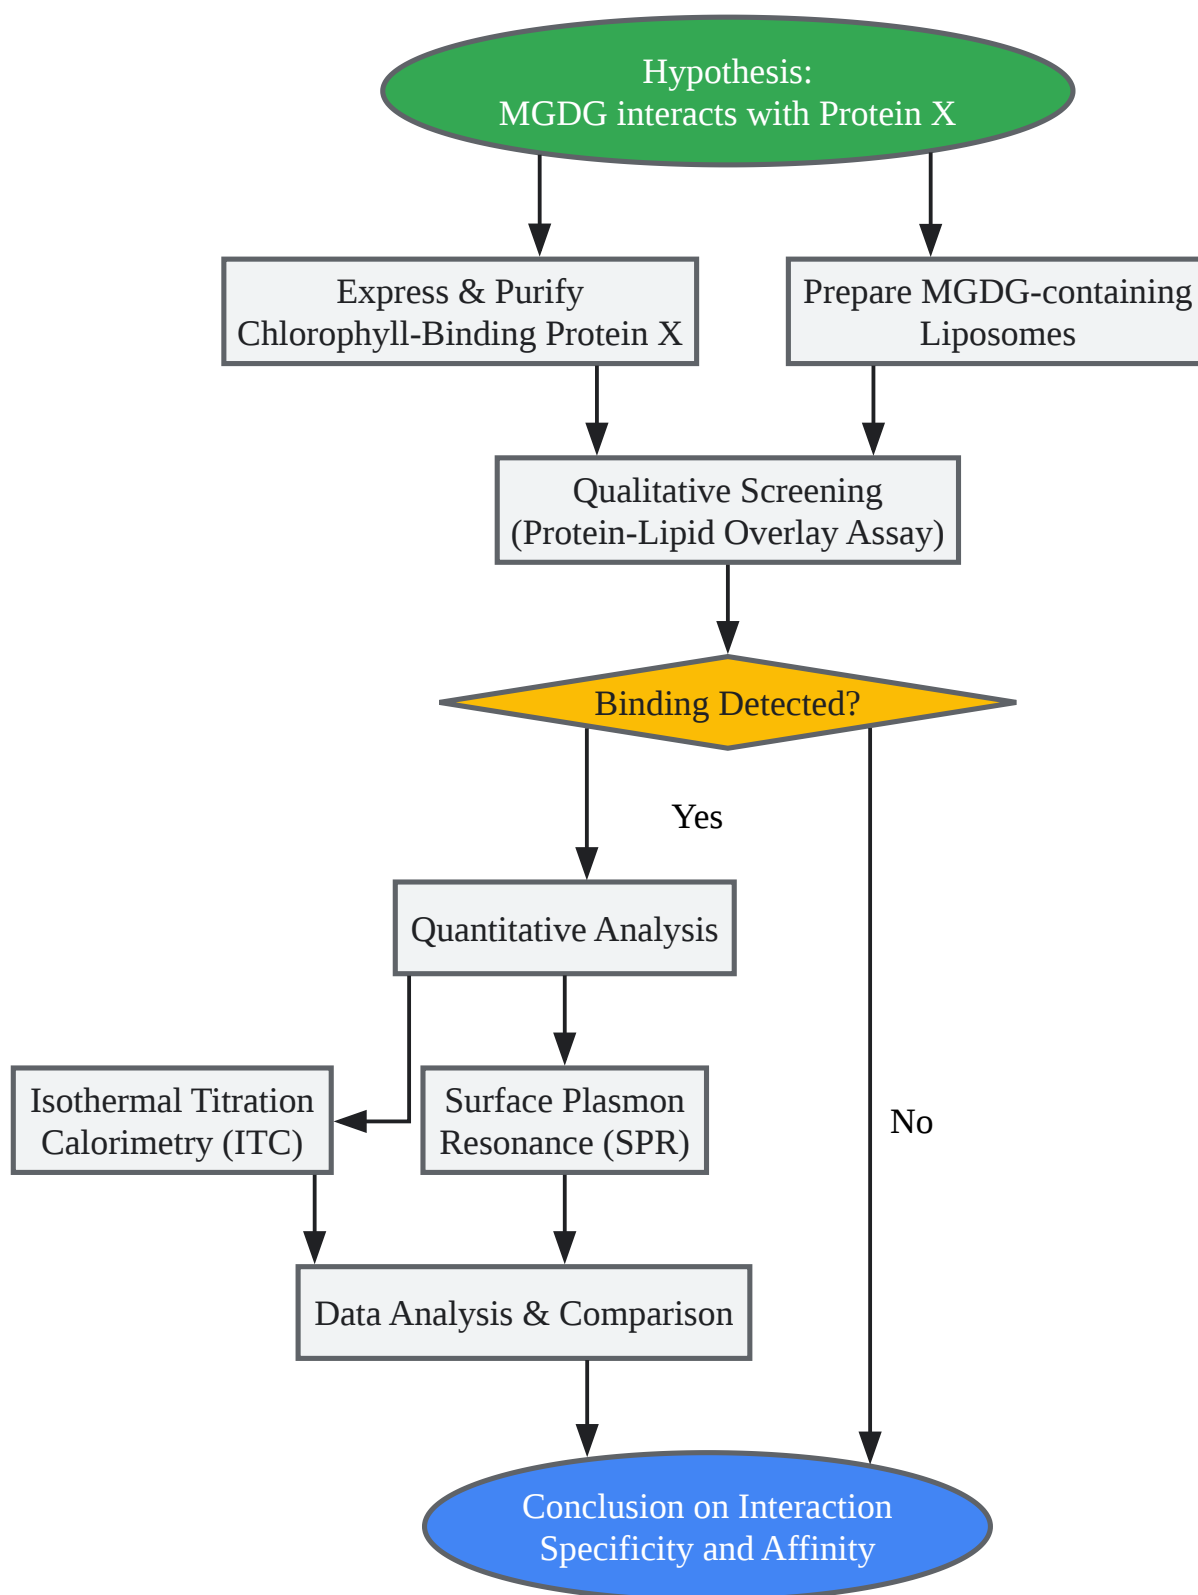 Hypothesis:
MGDG interacts with Protein X
Express & Purify
Chlorophyll-Binding Protein X
Prepare MGDG-containing
Liposomes
Qualitative Screening
(Protein-Lipid Overlay Assay)
Binding Detected?
Yes
Quantitative Analysis
Isothermal Titration
Calorimetry (ITC)
Surface Plasmon
Resonance (SPR)
No
Data Analysis & Comparison
Conclusion on Interaction
Specificity and Affinity